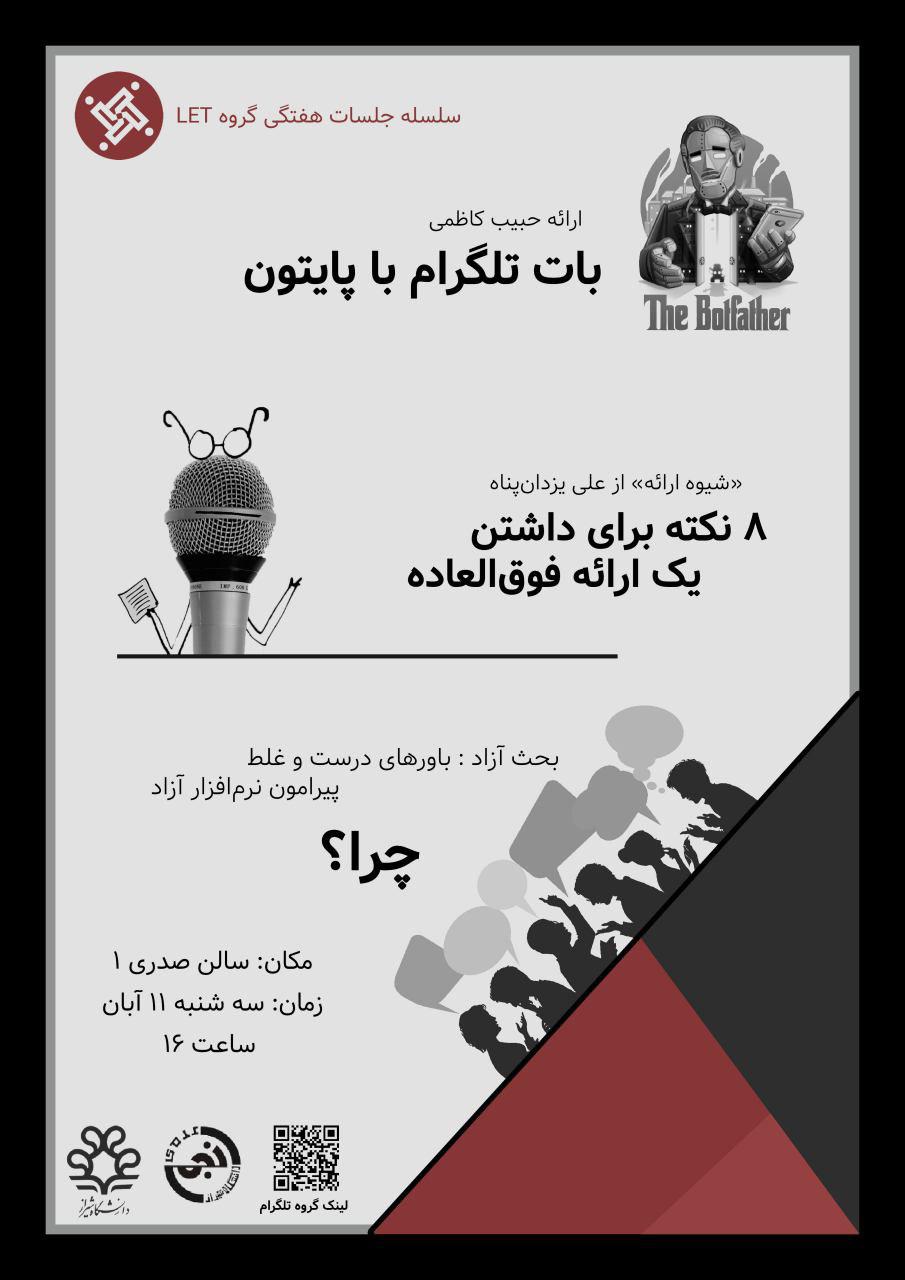 سلسله جلسات هفتگی گروه LET
ارائه حبیب کاظمی
بات تلگرام با پایتون
The Botfather
«شیوه ارائه» از علی یزدان‌پناه
۸ نکته برای داشتن
یک ارائه فوق‌العاده
بحث آزاد : باورهای درست و غلط
پیرامون نرم‌افزار آزاد
چرا؟
مکان: سالن صدری ۱
زمان: سه شنبه ۱۱ آبان
ساعت ۱۶
لینک گروه تلگرام
دانشگاه شیراز